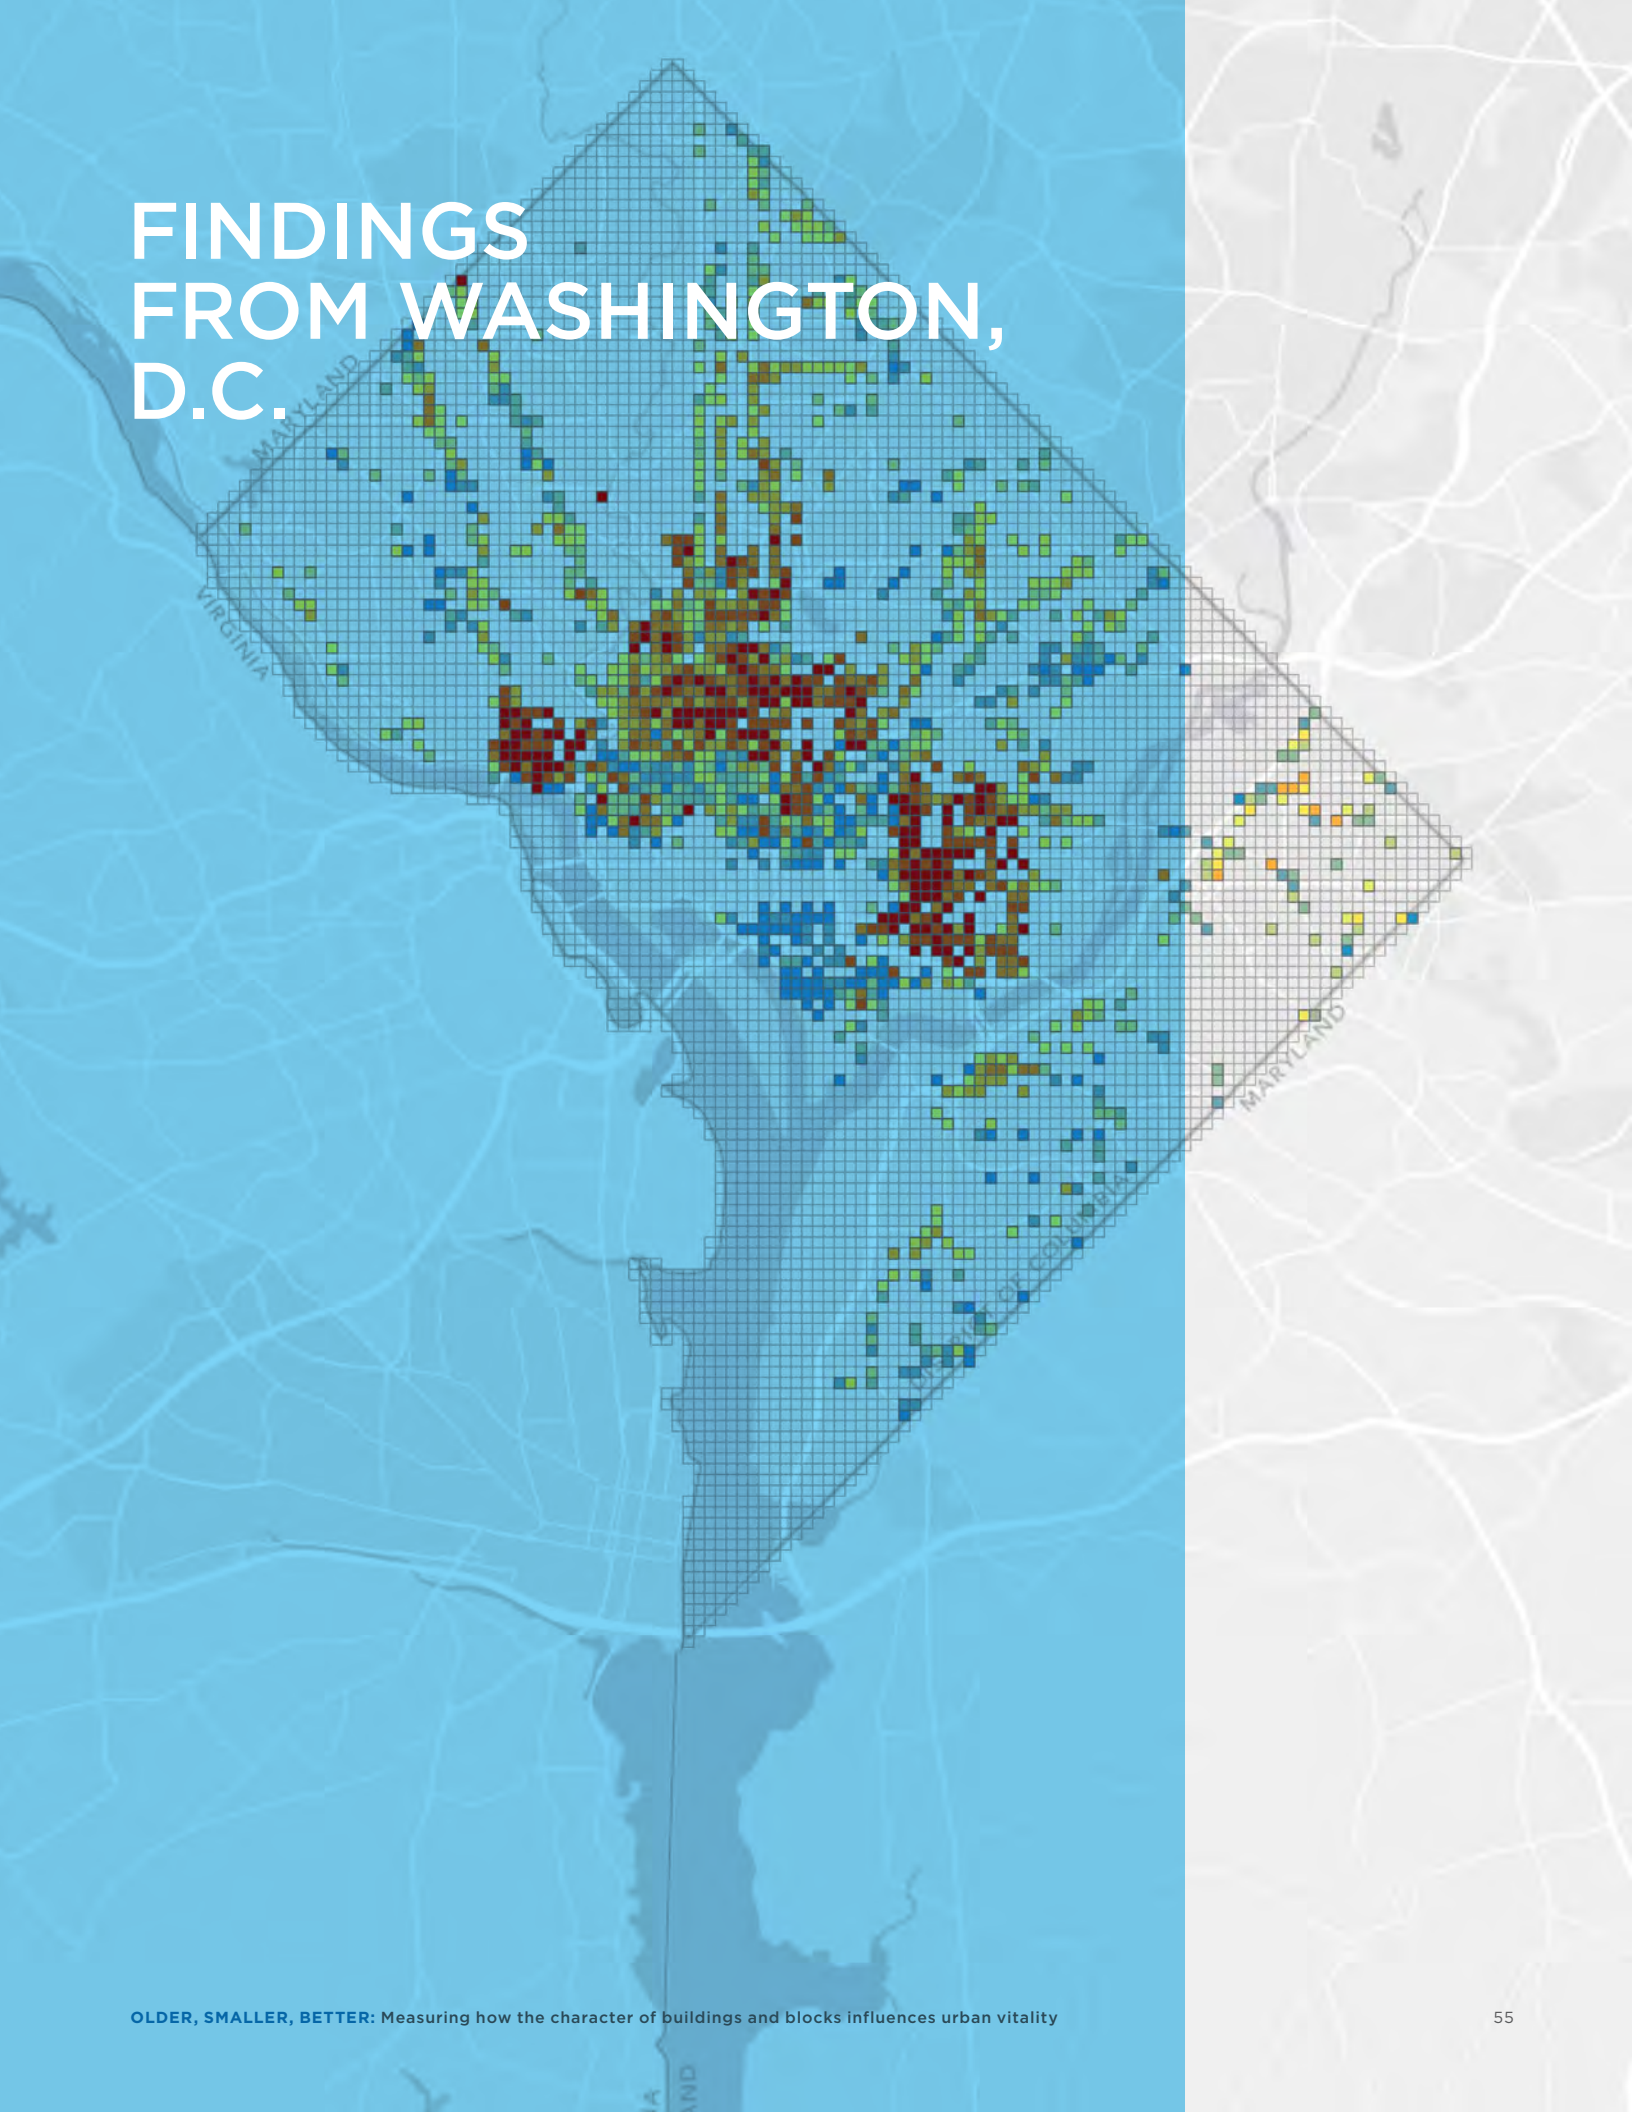 FINDINGS
FROM WASHINGTON,
D.C.
MARYLAND
VIRGINIA
MARYLAND
DISTRICT OF COLUMBIA
OLDER, SMALLER, BETTER: Measuring how the character of buildings and blocks influences urban vitality
55